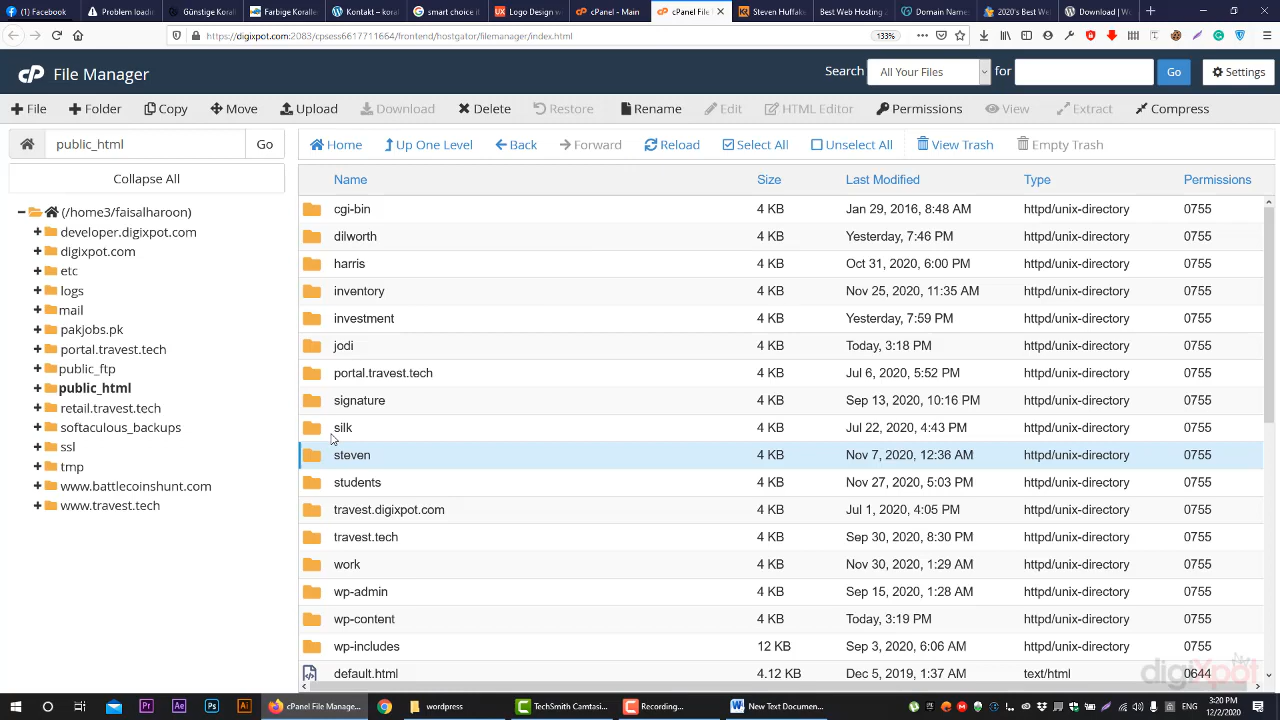 (1) Facebook
Problem loadin
Günstige Korall
Farbige Korallen
Kontakt – koral
smart choice i
Logo Design w
cPanel - Main
cPanel File M
Steven Huffake
Best Web Hosting
Domain Names
2020's Best We
Download | Wo
https://digixpot.com:2083/cpsess6617711664/frontend/hostgator/filemanager/index.html
133%
cP File Manager
Search All Your Files for Go Settings
File Folder Copy Move Upload Download Delete Restore Rename Edit HTML Editor Permissions View Extract Compress
public_html Go
Home Up One Level Back Forward Reload Select All Unselect All View Trash Empty Trash
Collapse All
Name Size Last Modified Type Permissions
(/home3/faisalharoon)
developer.digixpot.com
digixpot.com
etc
logs
mail
pakjobs.pk
portal.travest.tech
public_ftp
public_html
retail.travest.tech
softaculous_backups
ssl
tmp
www.battlecoinshunt.com
www.travest.tech
cgi-bin 4 KB Jan 29, 2016, 8:48 AM httpd/unix-directory 0755
dilworth 4 KB Yesterday, 7:46 PM httpd/unix-directory 0755
harris 4 KB Oct 31, 2020, 6:00 PM httpd/unix-directory 0755
inventory 4 KB Nov 25, 2020, 11:35 AM httpd/unix-directory 0755
investment 4 KB Yesterday, 7:59 PM httpd/unix-directory 0755
jodi 4 KB Today, 3:18 PM httpd/unix-directory 0755
portal.travest.tech 4 KB Jul 6, 2020, 5:52 PM httpd/unix-directory 0755
signature 4 KB Sep 13, 2020, 10:16 PM httpd/unix-directory 0755
silk 4 KB Jul 22, 2020, 4:43 PM httpd/unix-directory 0755
steven 4 KB Nov 7, 2020, 12:36 AM httpd/unix-directory 0755
students 4 KB Nov 27, 2020, 5:03 PM httpd/unix-directory 0755
travest.digixpot.com 4 KB Jul 1, 2020, 4:05 PM httpd/unix-directory 0755
travest.tech 4 KB Sep 30, 2020, 8:30 PM httpd/unix-directory 0755
work 4 KB Nov 30, 2020, 1:29 AM httpd/unix-directory 0755
wp-admin 4 KB Sep 15, 2020, 1:28 AM httpd/unix-directory 0755
wp-content 4 KB Today, 3:19 PM httpd/unix-directory 0755
wp-includes 12 KB Sep 3, 2020, 6:06 AM httpd/unix-directory 0755
default.html 4.12 KB Dec 5, 2019, 1:37 AM text/html 0644
digiXpot
cPanel File Manage...
wordpress
TechSmith Camtasi...
Recording...
New Text Documen...
ENG
3:20 PM
12/2/2020